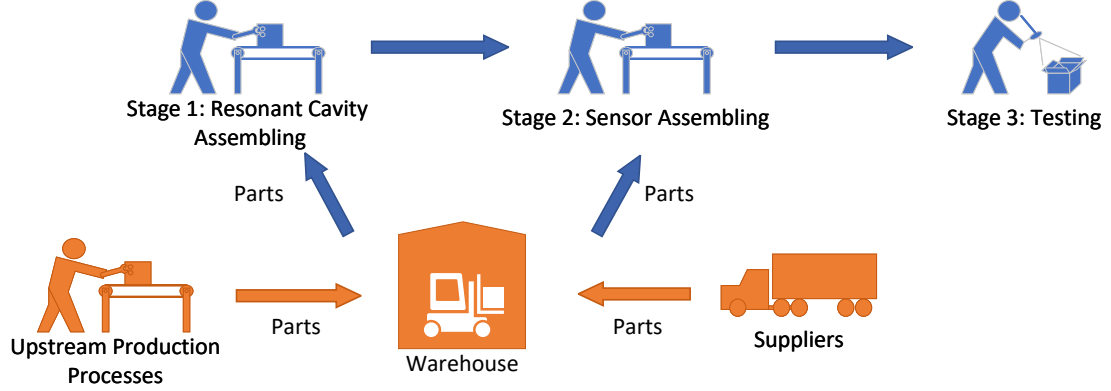 Stage 1: Resonant Cavity
Assembling
Stage 2: Sensor Assembling
Stage 3: Testing
Parts
Parts
Upstream Production
Processes
Parts
Warehouse
Parts
Suppliers